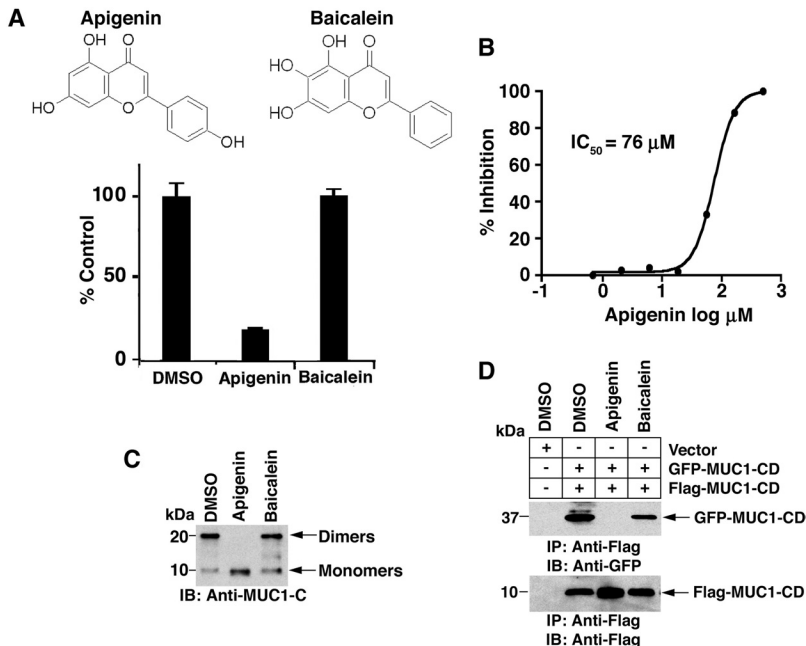 A
Apigenin
Baicalein
OH
O
HO
O
OH
OH
O
HO
HO
O
% Control
100
50
0
DMSO
Apigenin
Baicalein
B
% Inhibition
100
80
60
40
20
0
IC50 = 76 µM
-1
0
1
2
3
Apigenin log µM
C
DMSO
Apigenin
Baicalein
kDa
20
Dimers
10
Monomers
IB: Anti-MUC1-C
D
DMSO
DMSO
Apigenin
Baicalein
kDa
+ - - - Vector
- + + + GFP-MUC1-CD
- + + + Flag-MUC1-CD
37
GFP-MUC1-CD
IP: Anti-Flag
IB: Anti-GFP
10
Flag-MUC1-CD
IP: Anti-Flag
IB: Anti-Flag